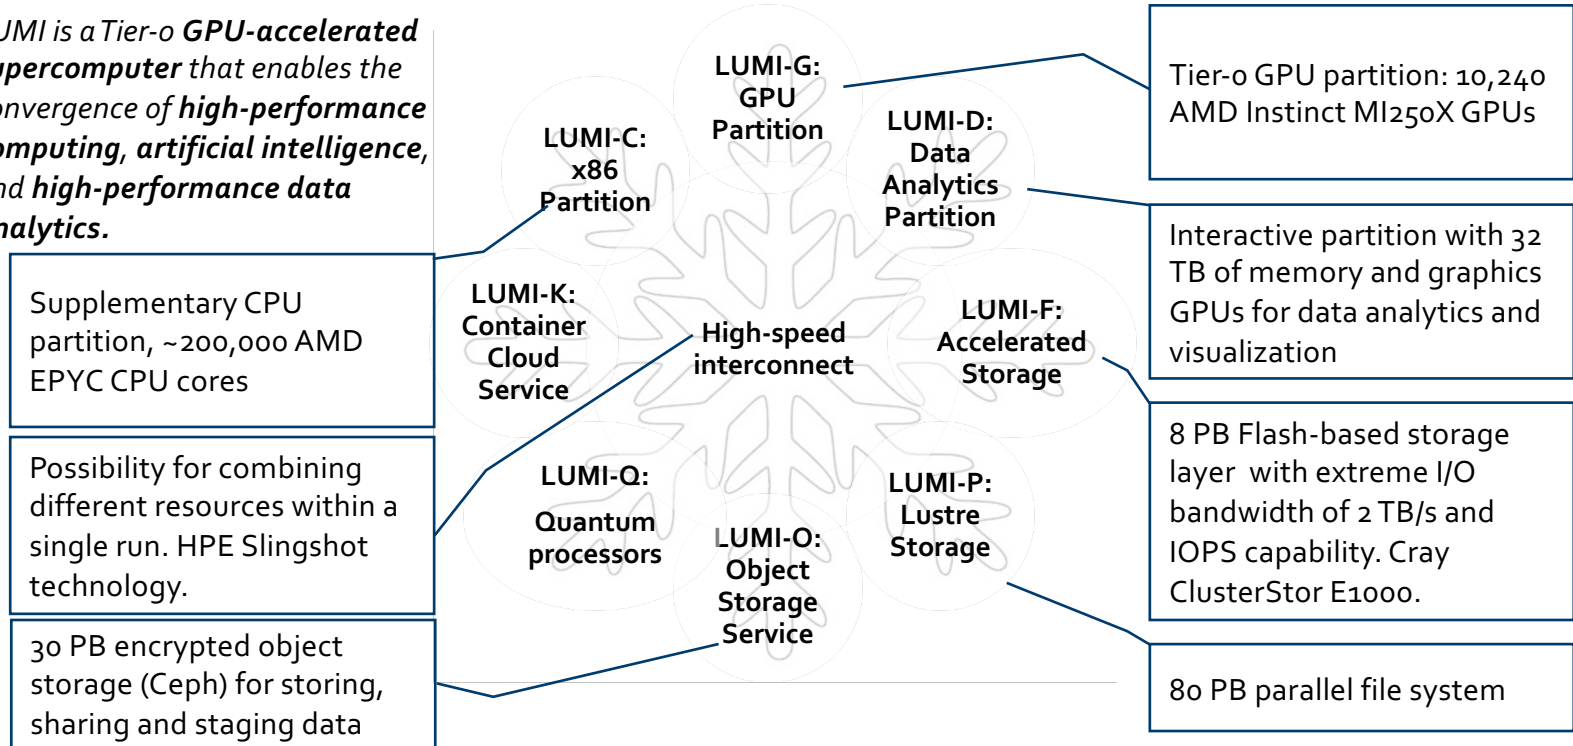 UMI is a Tier-0 GPU-accelerated
upercomputer that enables the
onvergence of high-performance
omputing, artificial intelligence,
nd high-performance data
nalytics.
Supplementary CPU
partition, ~200,000 AMD
EPYC CPU cores
Possibility for combining
different resources within a
single run. HPE Slingshot
technology.
30 PB encrypted object
storage (Ceph) for storing,
sharing and staging data
LUMI-G:
GPU
Partition
LUMI-C:
x86
Partition
LUMI-D:
Data
Analytics
Partition
LUMI-K:
Container
Cloud
Service
High-speed
interconnect
LUMI-F:
Accelerated
Storage
LUMI-Q:
Quantum
processors
LUMI-O:
Object
Storage
Service
LUMI-P:
Lustre
Storage
Tier-0 GPU partition: 10,240
AMD Instinct MI250X GPUs
Interactive partition with 32
TB of memory and graphics
GPUs for data analytics and
visualization
8 PB Flash-based storage
layer with extreme I/O
bandwidth of 2 TB/s and
IOPS capability. Cray
ClusterStor E1000.
80 PB parallel file system